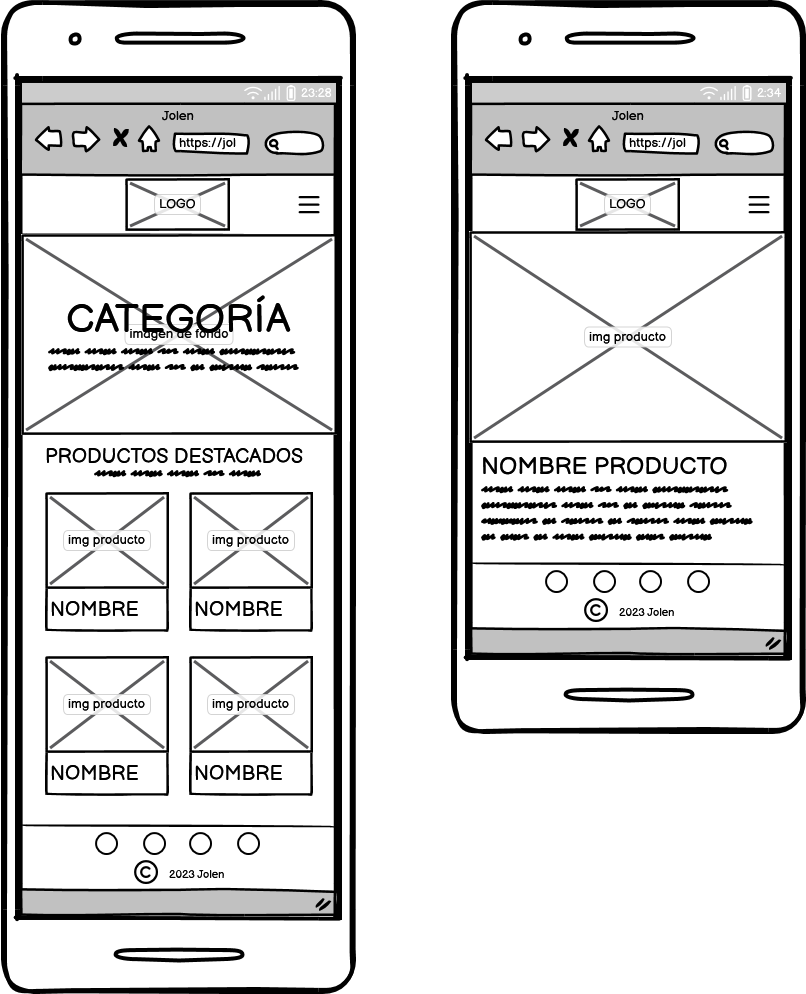 23:28
Jolen
https://jol
LOGO
CATEGORÍA
imagen de fondo
PRODUCTOS DESTACADOS
img producto img producto
NOMBRE NOMBRE
img producto img producto
NOMBRE NOMBRE
© 2023 Jolen
2:34
Jolen
https://jol
LOGO
img producto
NOMBRE PRODUCTO
© 2023 Jolen